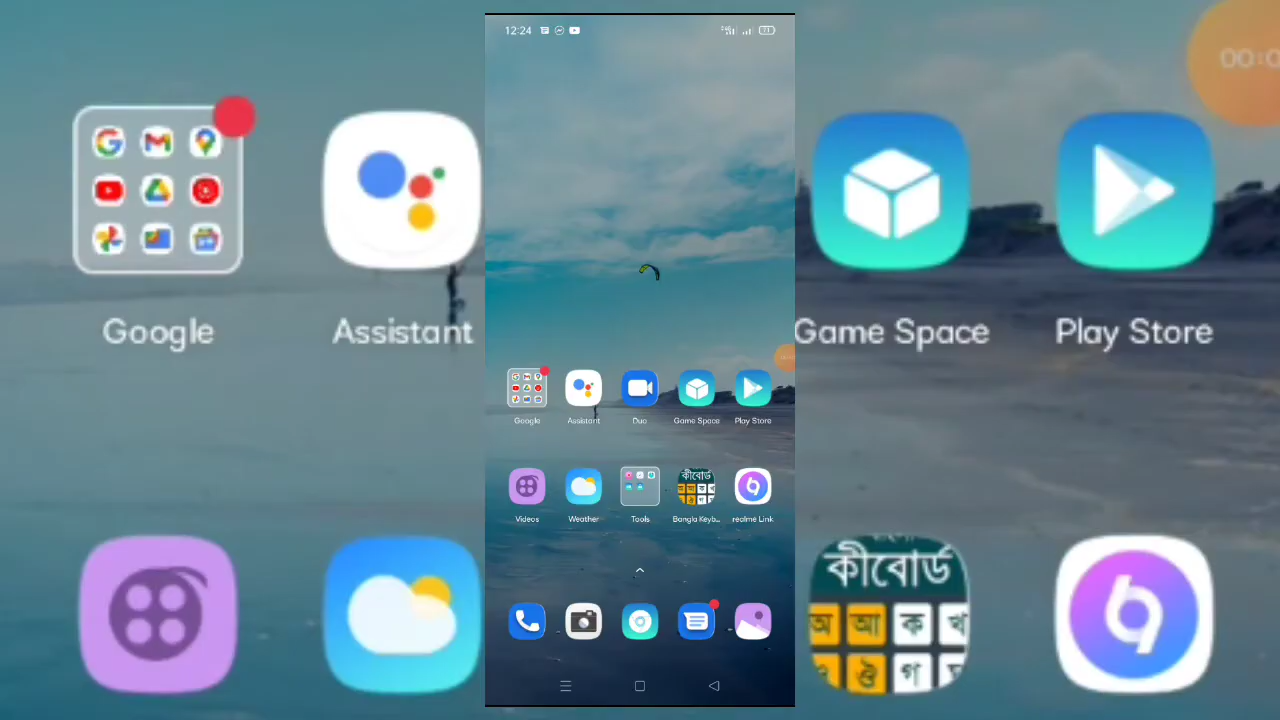 12:24
Google
Assistant
Duo
Game Space
Play Store
Videos
Weather
কীবোর্ড
Tools
Bangla Keyb...
realme Link
Google
Assistant
Game Space
Play Store
কীবোর্ড
অ আ ক খ
ঐ গ